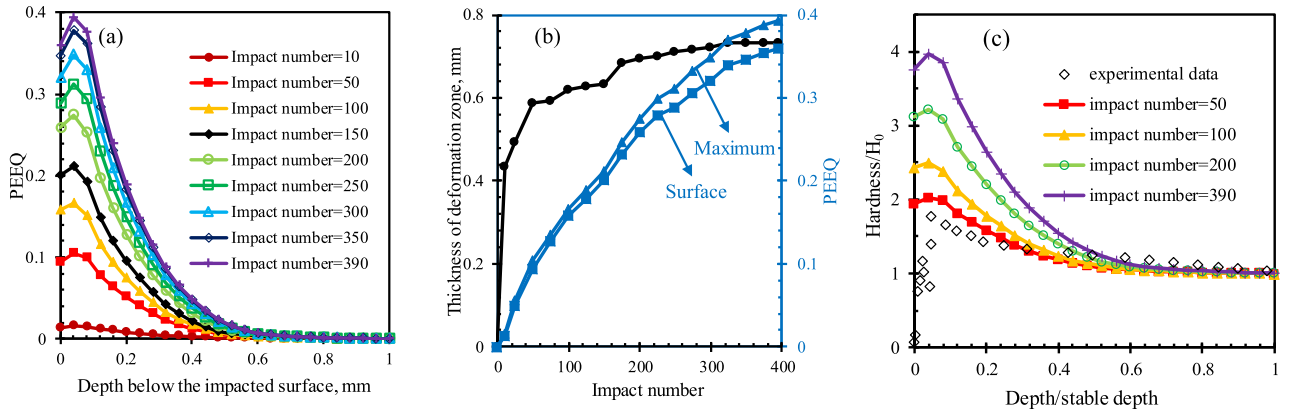 0.4
0.3
0.2
0.1
0
PEEQ
(a)
Impact number=10
Impact number=50
Impact number=100
Impact number=150
Impact number=200
Impact number=250
Impact number=300
Impact number=350
Impact number=390
0 0.2 0.4 0.6 0.8 1
Depth below the impacted surface, mm
0.8
0.6
0.4
0.2
0
Thickness of deformation zone, mm
(b)
Maximum
Surface
0.4
0.3
0.2
0.1
0
PEEQ
0 100 200 300 400
Impact number
4
3
2
1
0
Hardness/H0
(c)
experimental data
impact number=50
impact number=100
impact number=200
impact number=390
0 0.2 0.4 0.6 0.8 1
Depth/stable depth